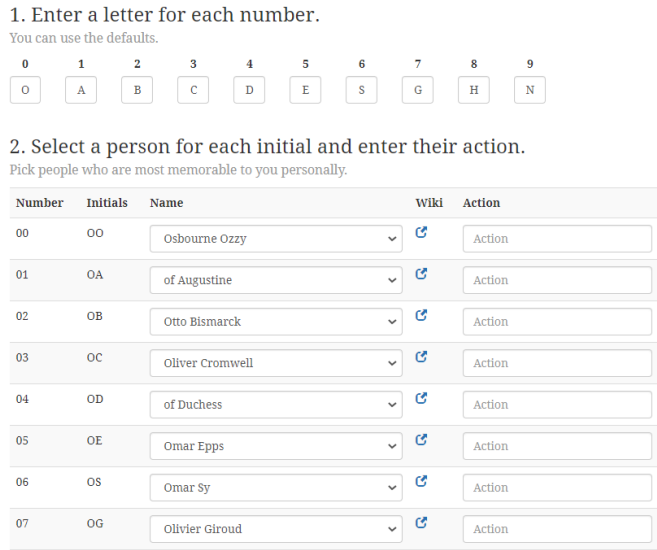 1. Enter a letter for each number.
You can use the defaults.
0 1 2 3 4 5 6 7 8 9
O A B C D E S G H N
2. Select a person for each initial and enter their action.
Pick people who are most memorable to you personally.
Number Initials Name Wiki Action
00 OO Osbourne Ozzy Action
01 OA of Augustine Action
02 OB Otto Bismarck Action
03 OC Oliver Cromwell Action
04 OD of Duchess Action
05 OE Omar Epps Action
06 OS Omar Sy Action
07 OG Olivier Giroud Action